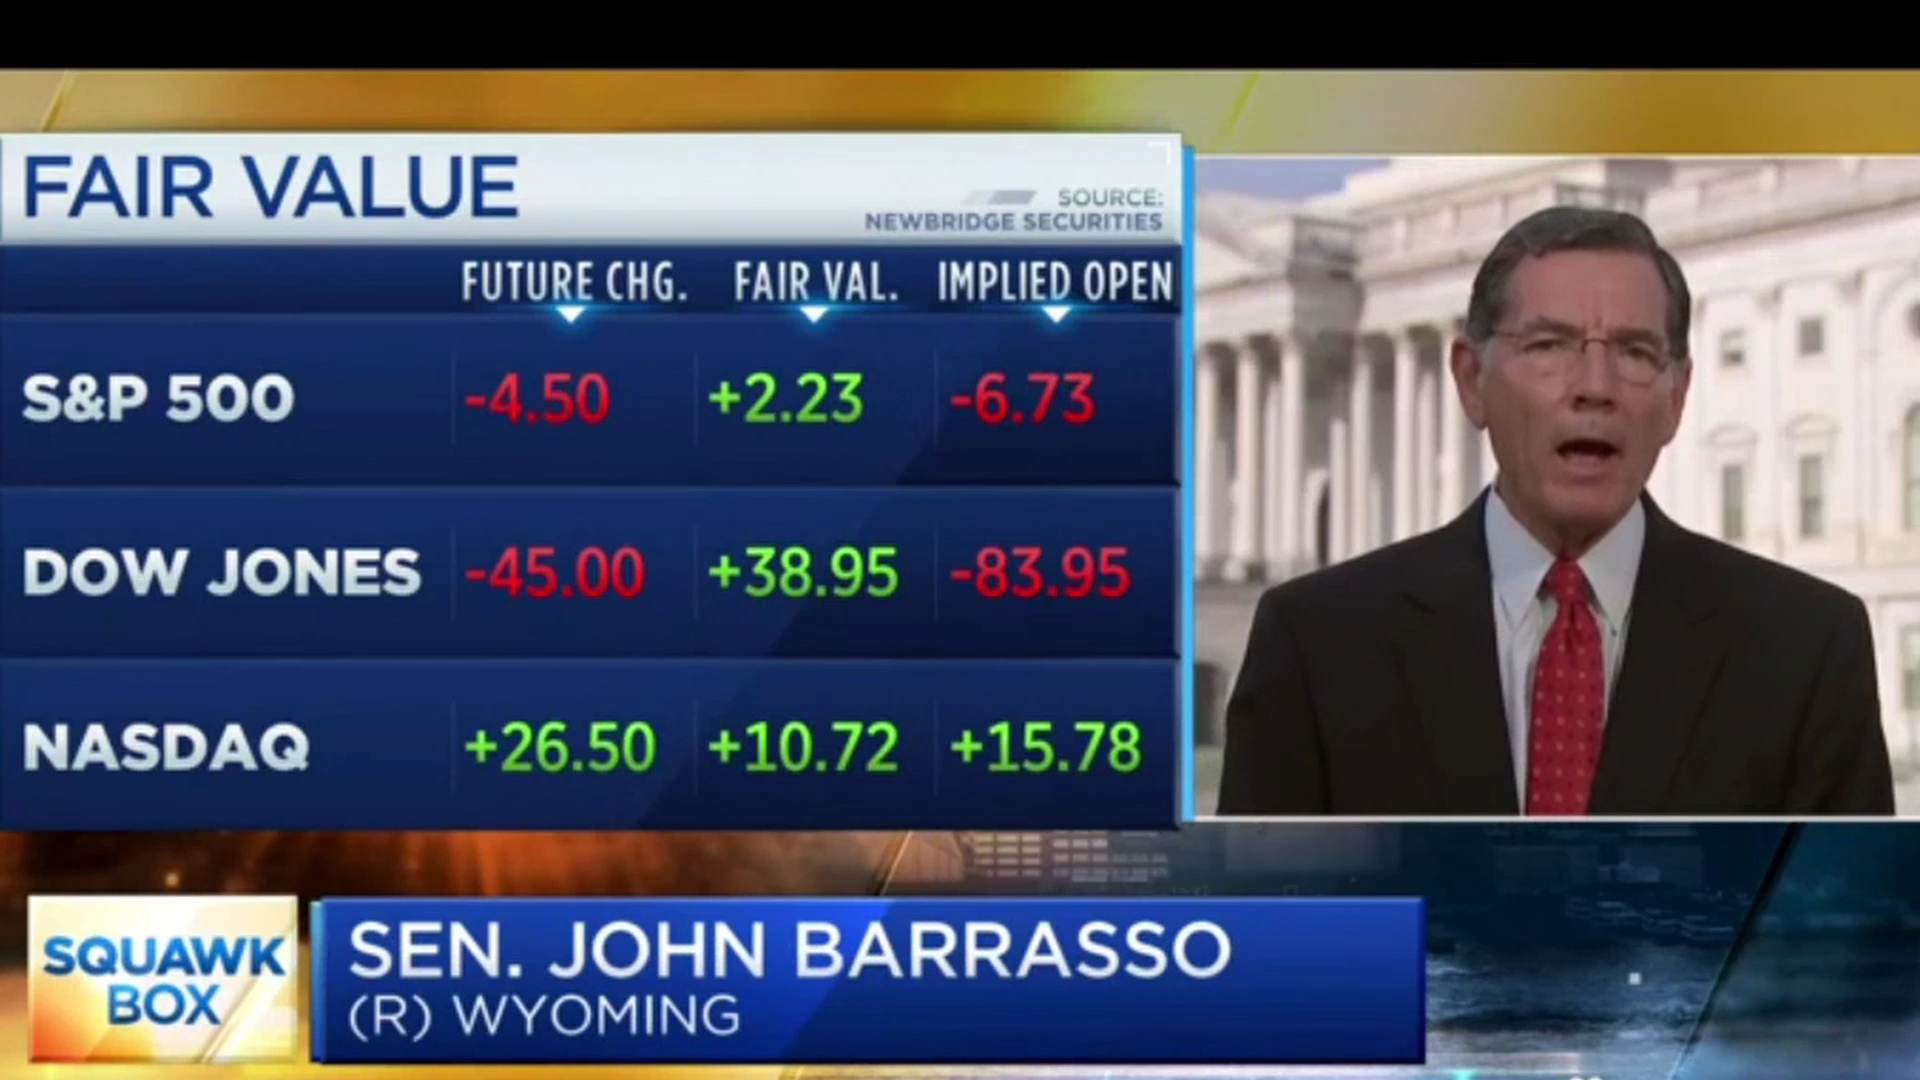 FAIR VALUE
SOURCE:
NEWBRIDGE SECURITIES
FUTURE CHG. FAIR VAL. IMPLIED OPEN
S&P 500 -4.50 +2.23 -6.73
DOW JONES -45.00 +38.95 -83.95
NASDAQ +26.50 +10.72 +15.78
SQUAWK
BOX
SEN. JOHN BARRASSO
(R) WYOMING